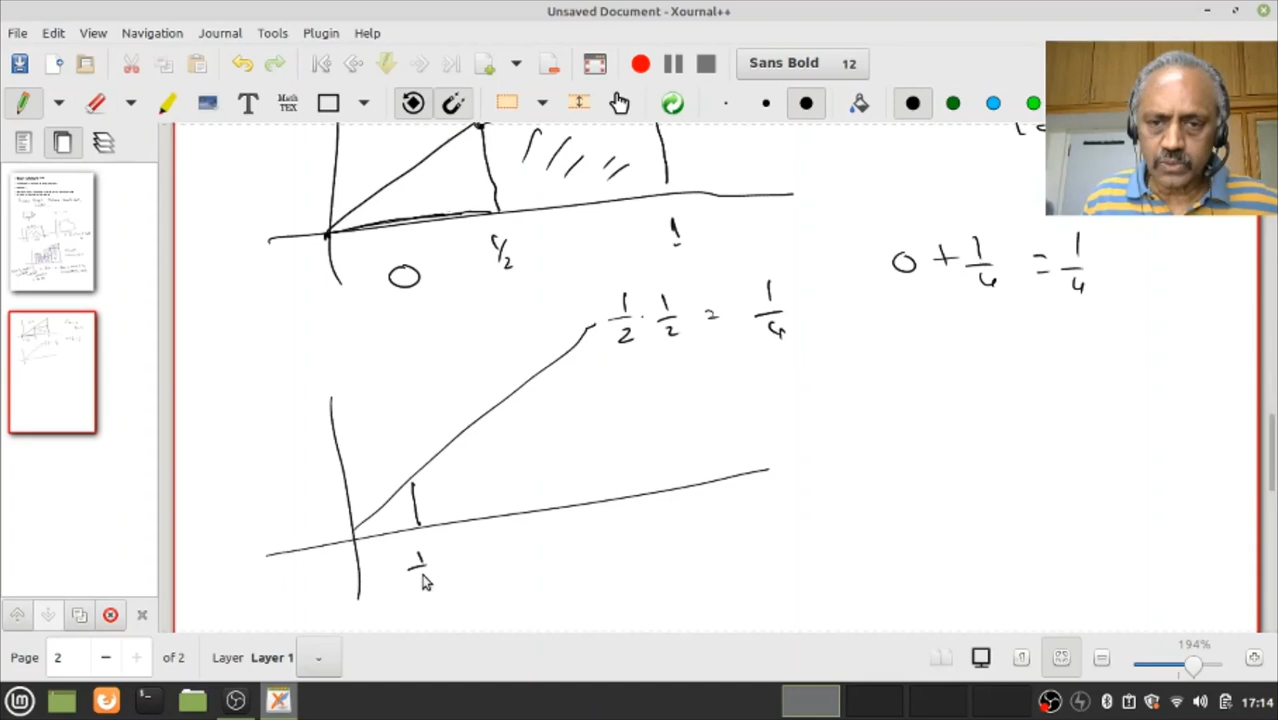 Unsaved Document - Xournal++
File Edit View Navigation Journal Tools Plugin Help
Sans Bold 12
Math TEX
0 1/2 1
0 + 1/4 = 1/4
1/2 · 1/2 = 1/4
1
Page 2 of 2 Layer Layer 1 194%
17:14